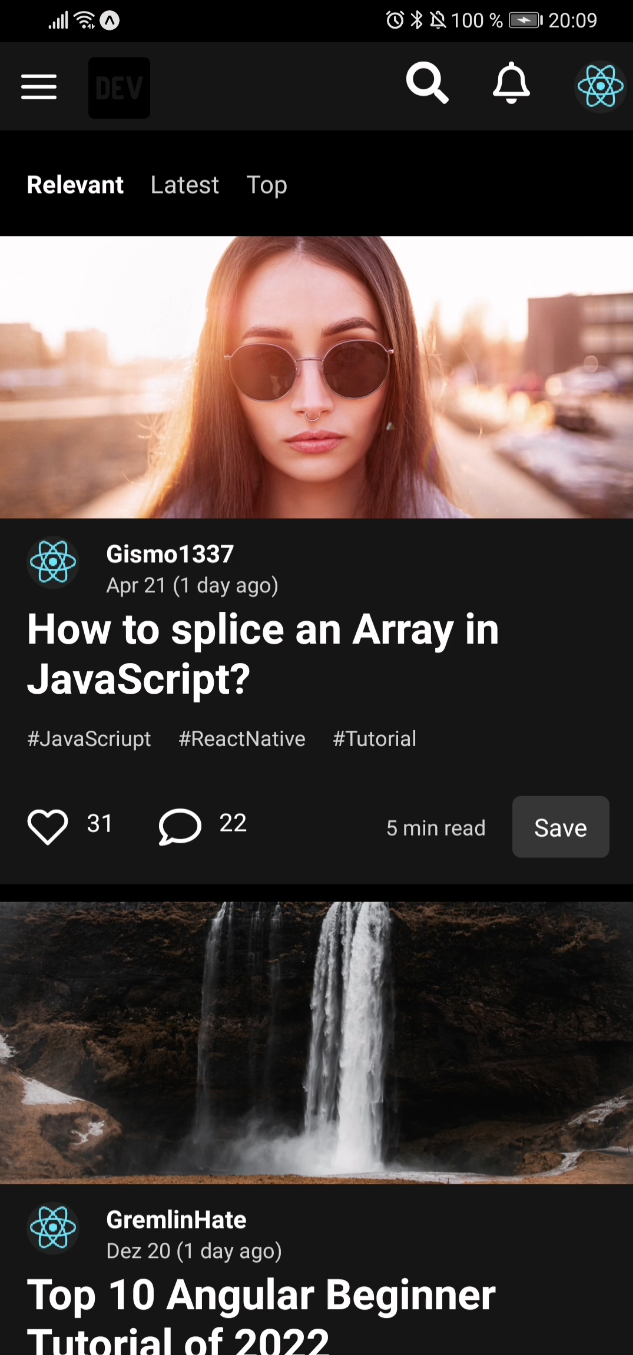 100 % 20:09
DEV
Relevant Latest Top
Gismo1337
Apr 21 (1 day ago)
How to splice an Array in
JavaScript?
#JavaScriupt #ReactNative #Tutorial
31 22 5 min read Save
GremlinHate
Dez 20 (1 day ago)
Top 10 Angular Beginner
Tutorial of 2022